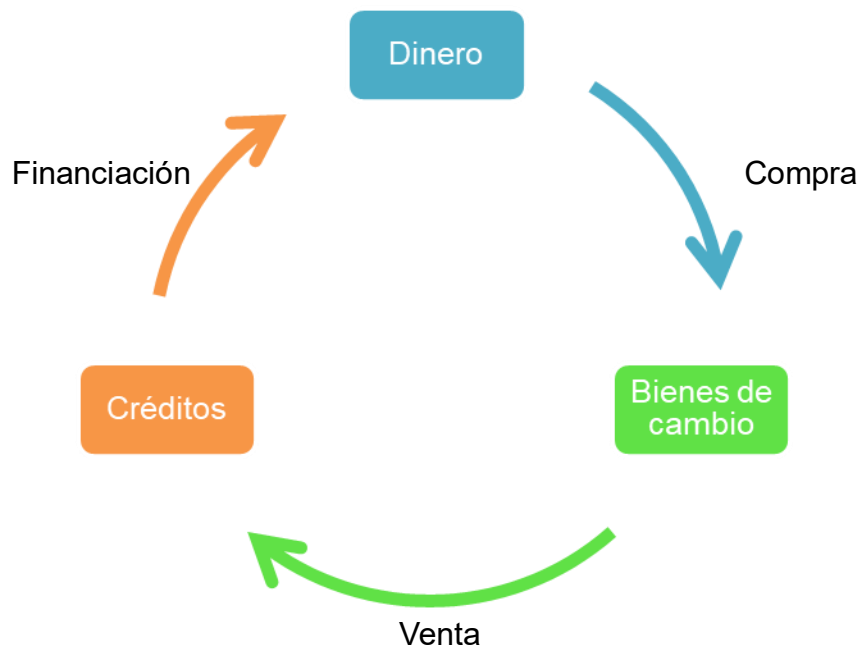 Dinero
Financiación
Compra
Créditos
Bienes de
cambio
Venta